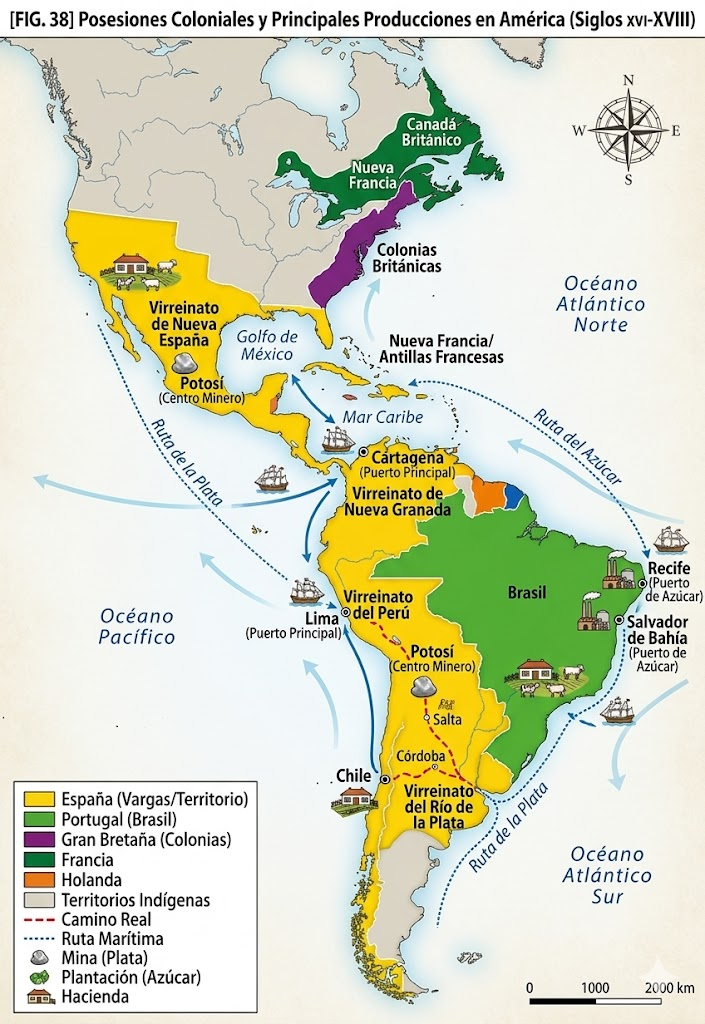 [FIG. 38] Posesiones Coloniales y Principales Producciones en América (Siglos XVI-XVIII)
Canadá
Británico
Nueva
Francia
N
W
E
S
Colonias
Británicas
Océano
Atlántico
Norte
Virreinato
de Nueva
España
Golfo de
México
Nueva Francia/
Antillas Francesas
Potosí
(Centro Minero)
Mar Caribe
Ruta de la Plata
Ruta del Azúcar
Cartagena
(Puerto Principal)
Virreinato de
Nueva Granada
Brasil
Recife
(Puerto
de Azúcar)
Océano
Pacífico
Lima
(Puerto Principal)
Virreinato
del Perú
Salvador
de Bahía
(Puerto de
Azúcar)
Potosí
(Centro Minero)
Salta
Córdoba
Chile
Virreinato
del Río de
la Plata
Ruta de la Plata
Océano
Atlántico
Sur
España (Vargas/Territorio)
Portugal (Brasil)
Gran Bretaña (Colonias)
Francia
Holanda
Territorios Indígenas
Camino Real
Ruta Marítima
Mina (Plata)
Plantación (Azúcar)
Hacienda
0 1000 2000 km